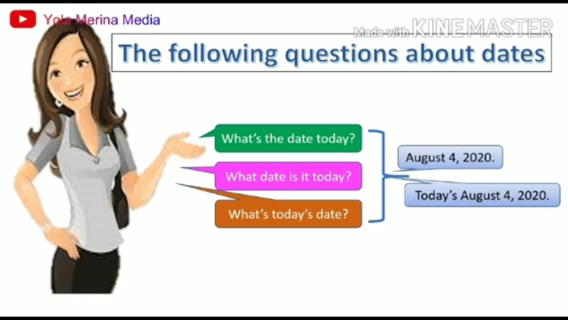 Yola Merina Media
Made with KINEMASTER
The following questions about dates
What's the date today?
What date is it today?
What's today's date?
August 4, 2020.
Today's August 4, 2020.